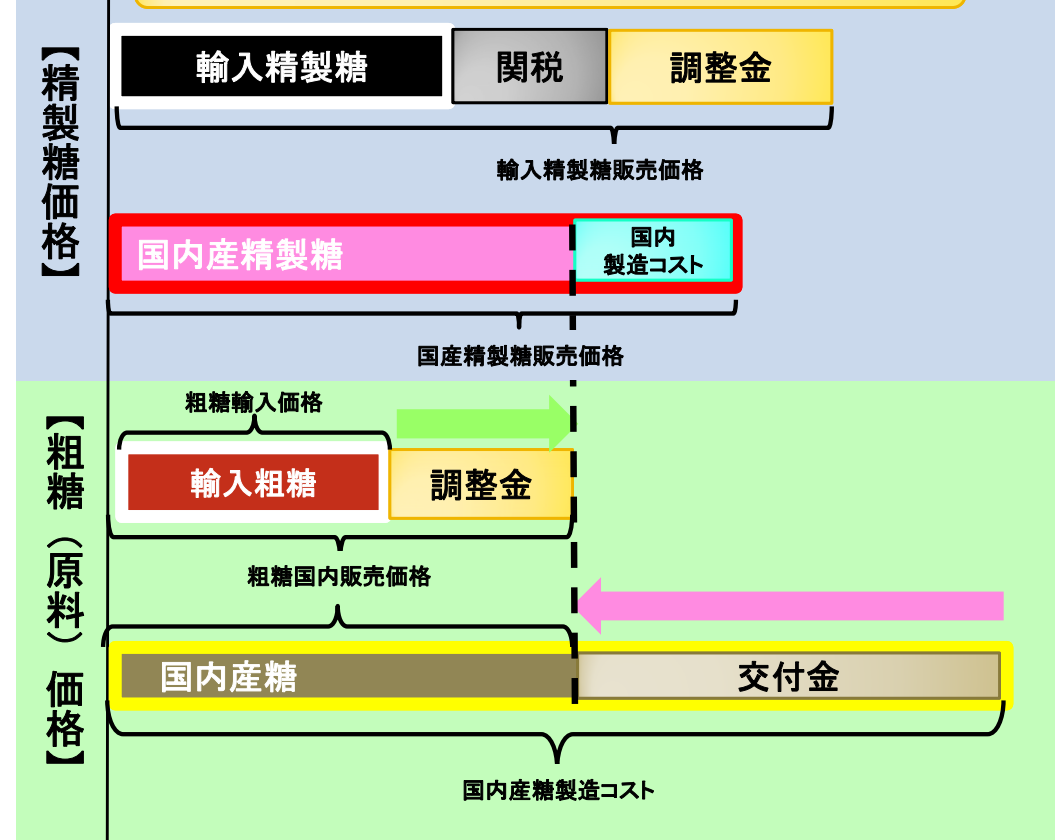 【精製糖価格】
輸入精製糖
関税
調整金
輸入精製糖販売価格
国内産精製糖
国内
製造コスト
国産精製糖販売価格
【粗糖（原料）価格】
粗糖輸入価格
輸入粗糖
調整金
粗糖国内販売価格
国内産糖
交付金
国内産糖製造コスト